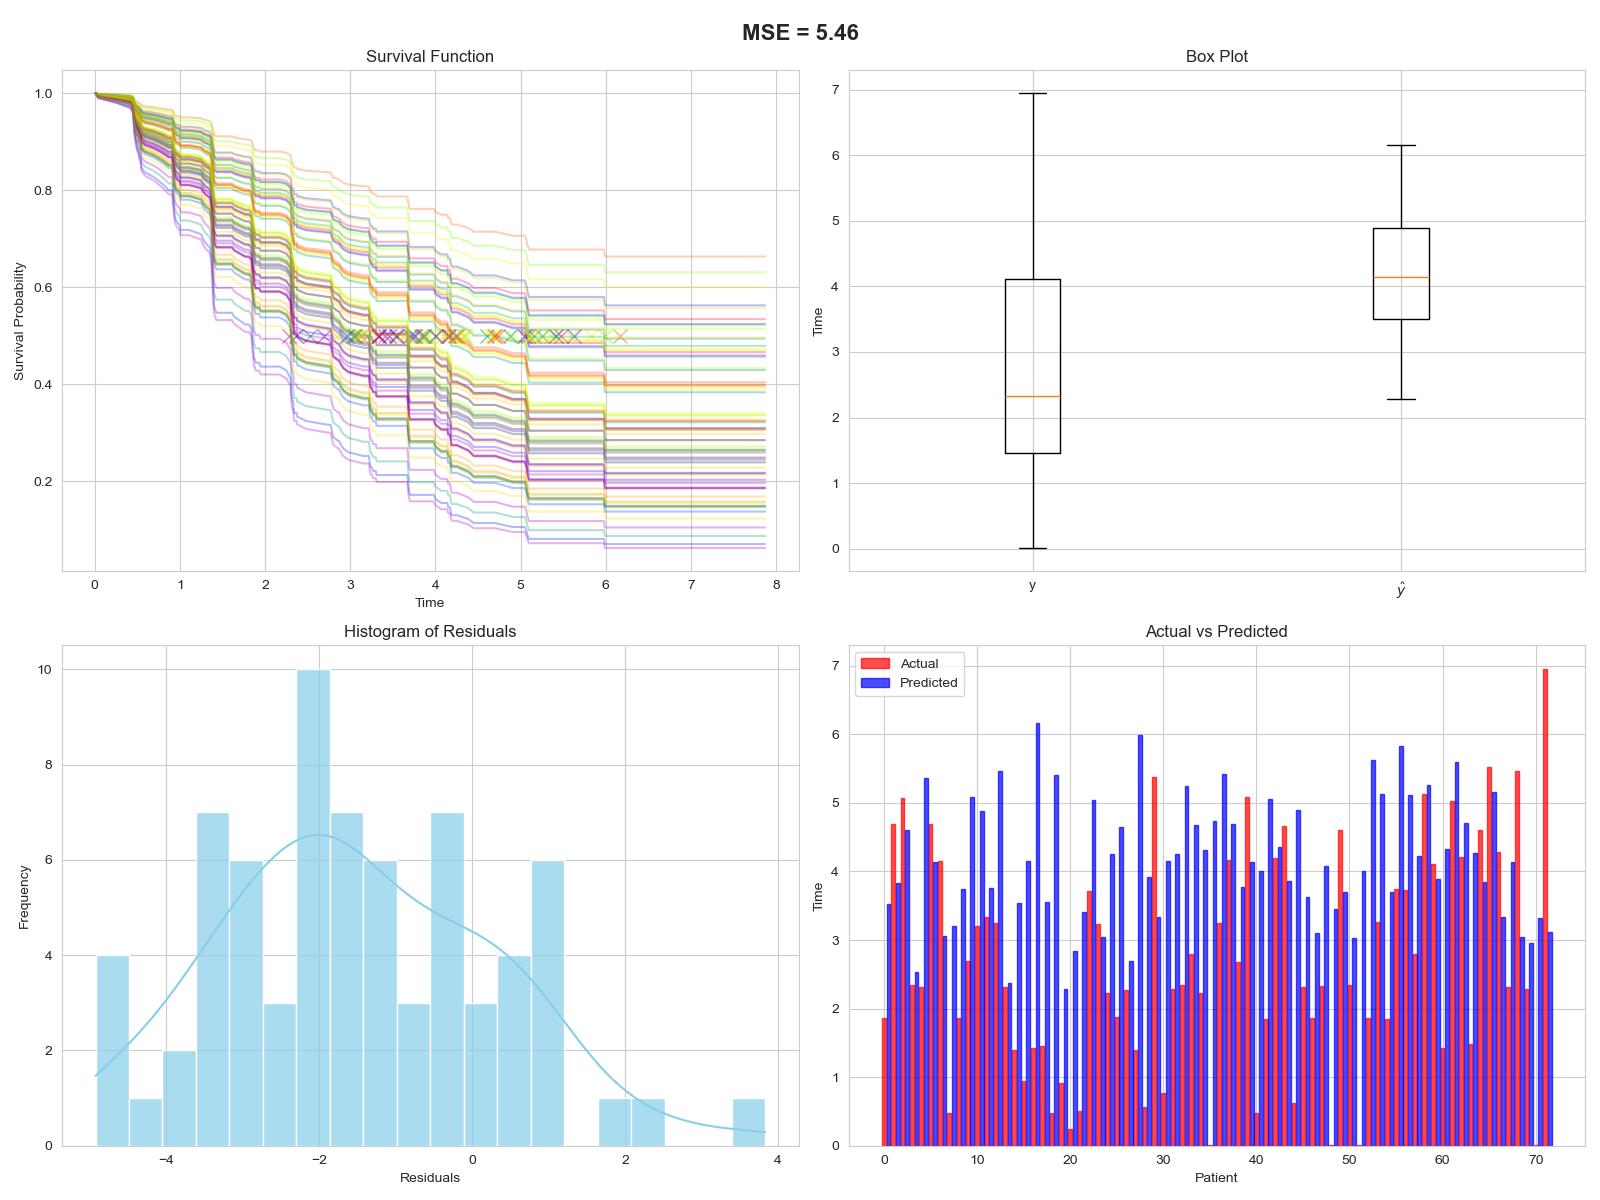 MSE = 5.46
Survival Function
Survival Probability
1.0
0.8
0.6
0.4
0.2
0 1 2 3 4 5 6 7 8
Time
Box Plot
Time
7
6
5
4
3
2
1
0
y ŷ
Histogram of Residuals
Frequency
10
8
6
4
2
0
−4 −2 0 2 4
Residuals
Actual vs Predicted
Actual
Predicted
Time
7
6
5
4
3
2
1
0
0 10 20 30 40 50 60 70
Patient